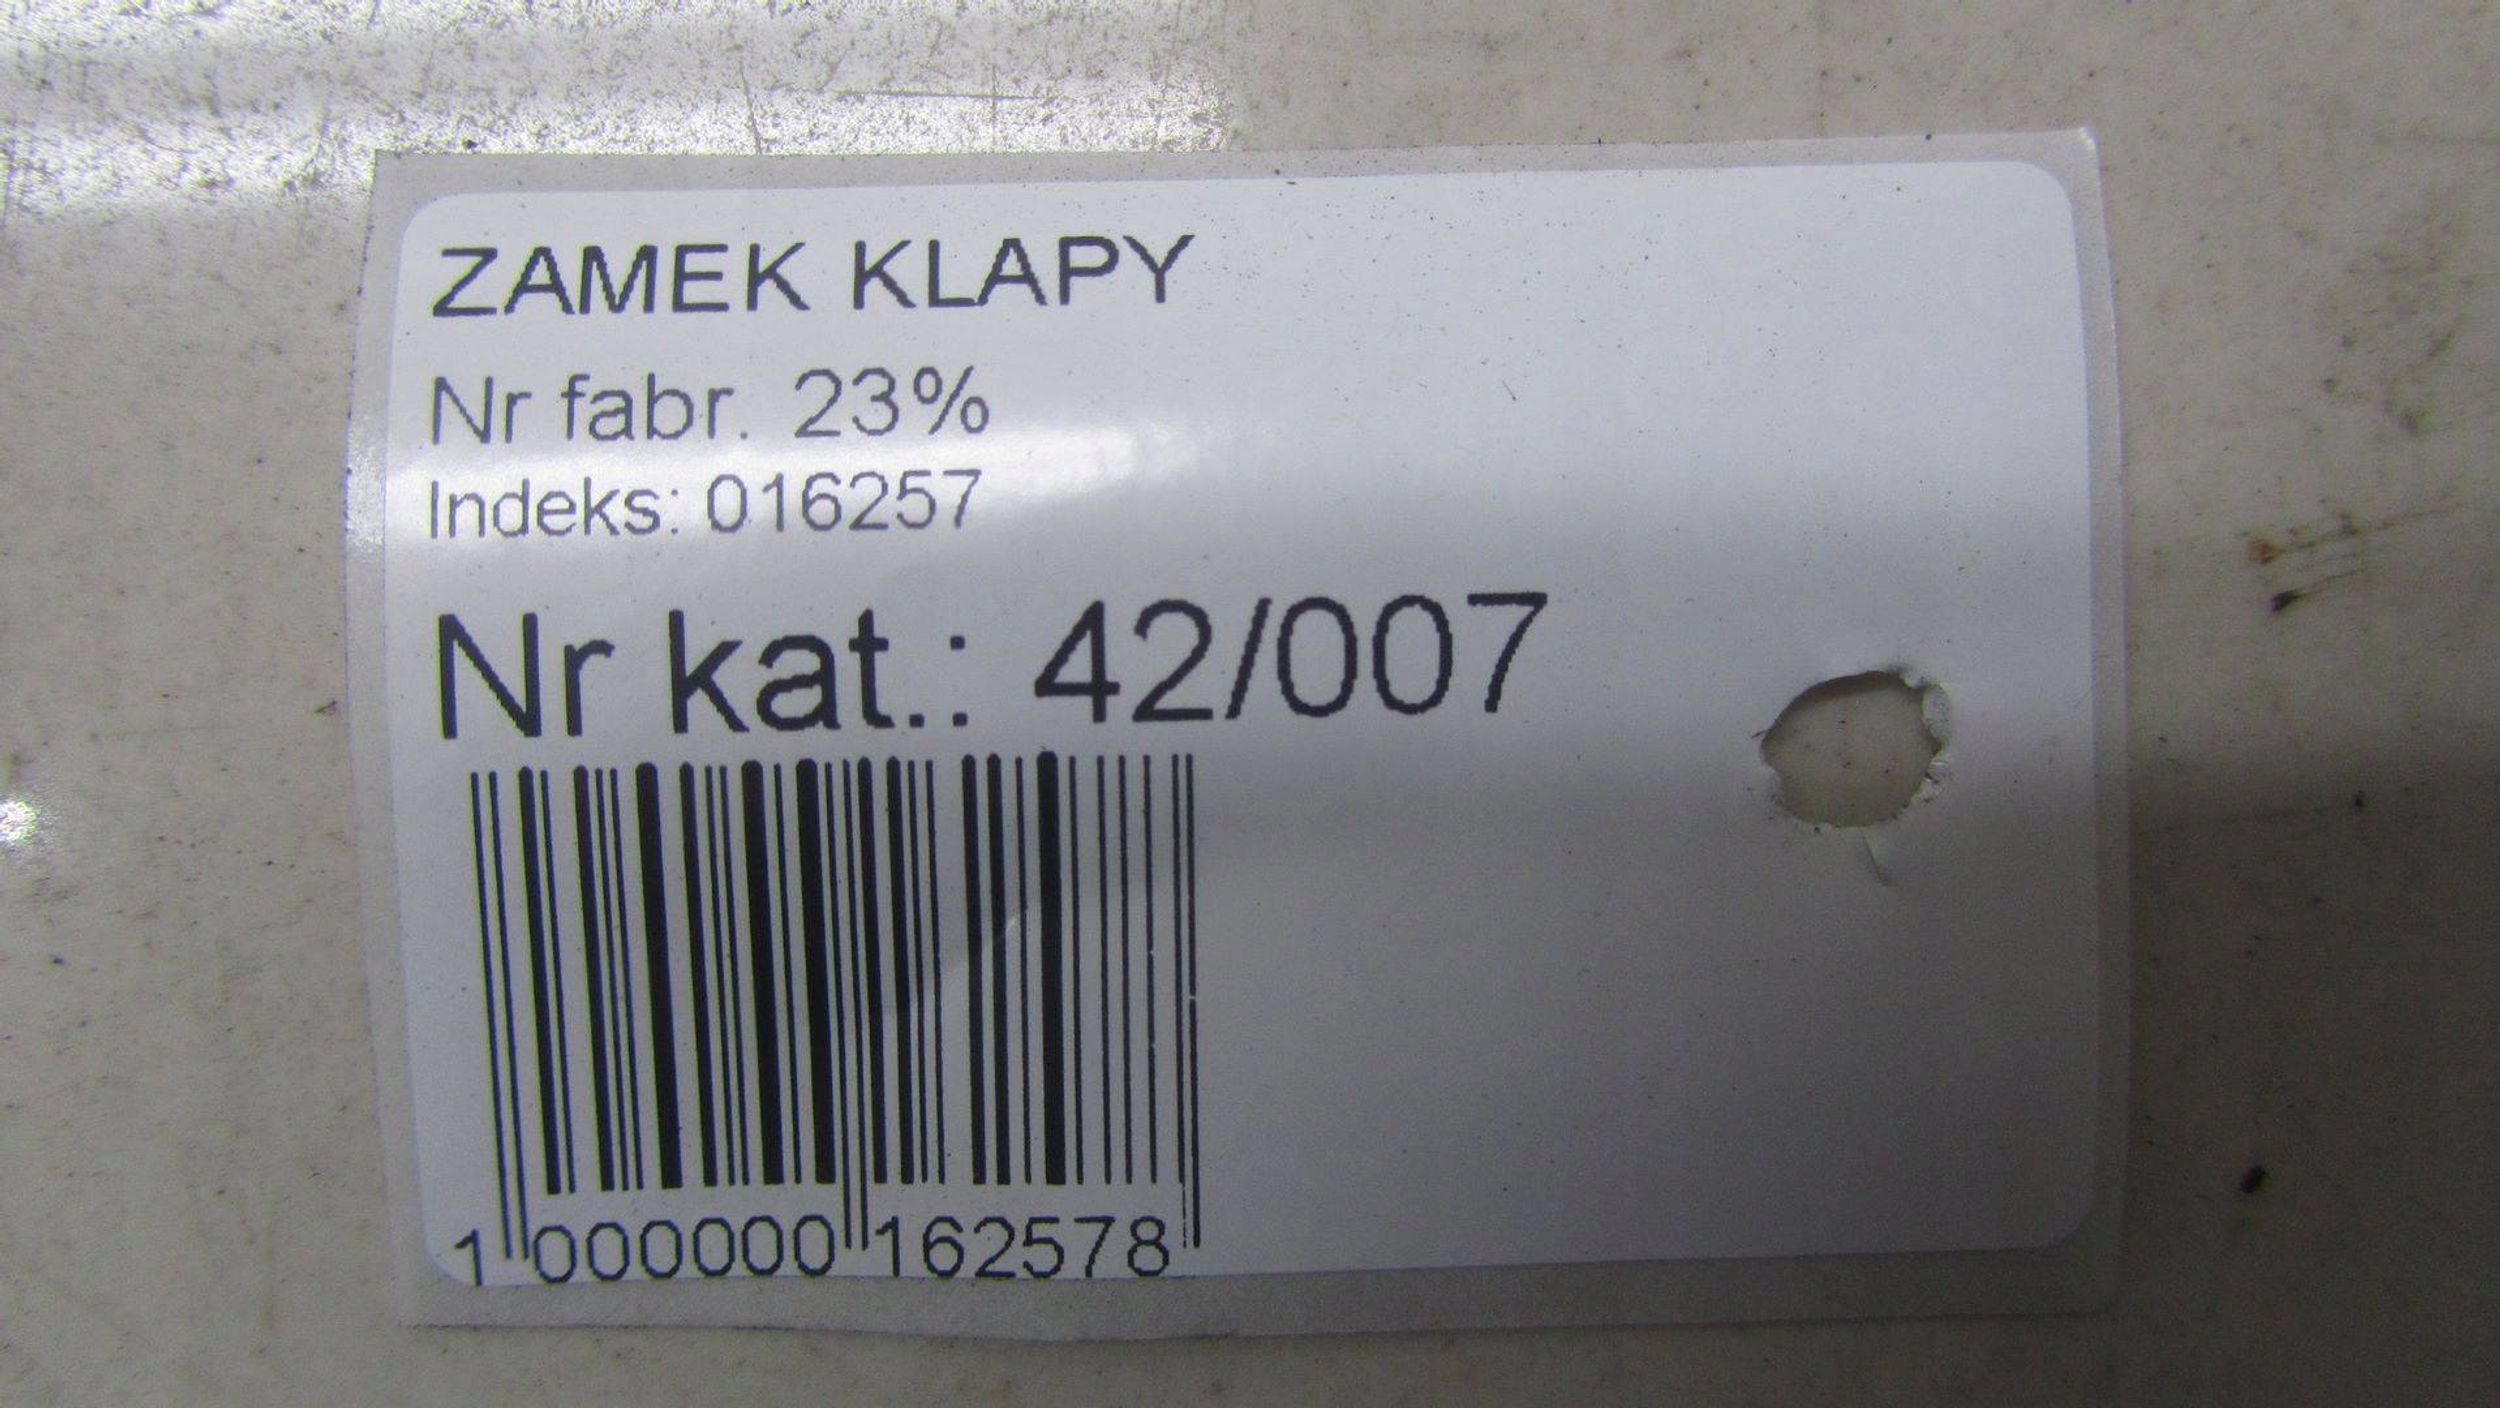 ZAMEK KLAPY
Nr fabr. 23%
Indeks: 016257
Nr kat.: 42/007
1 000000 162578